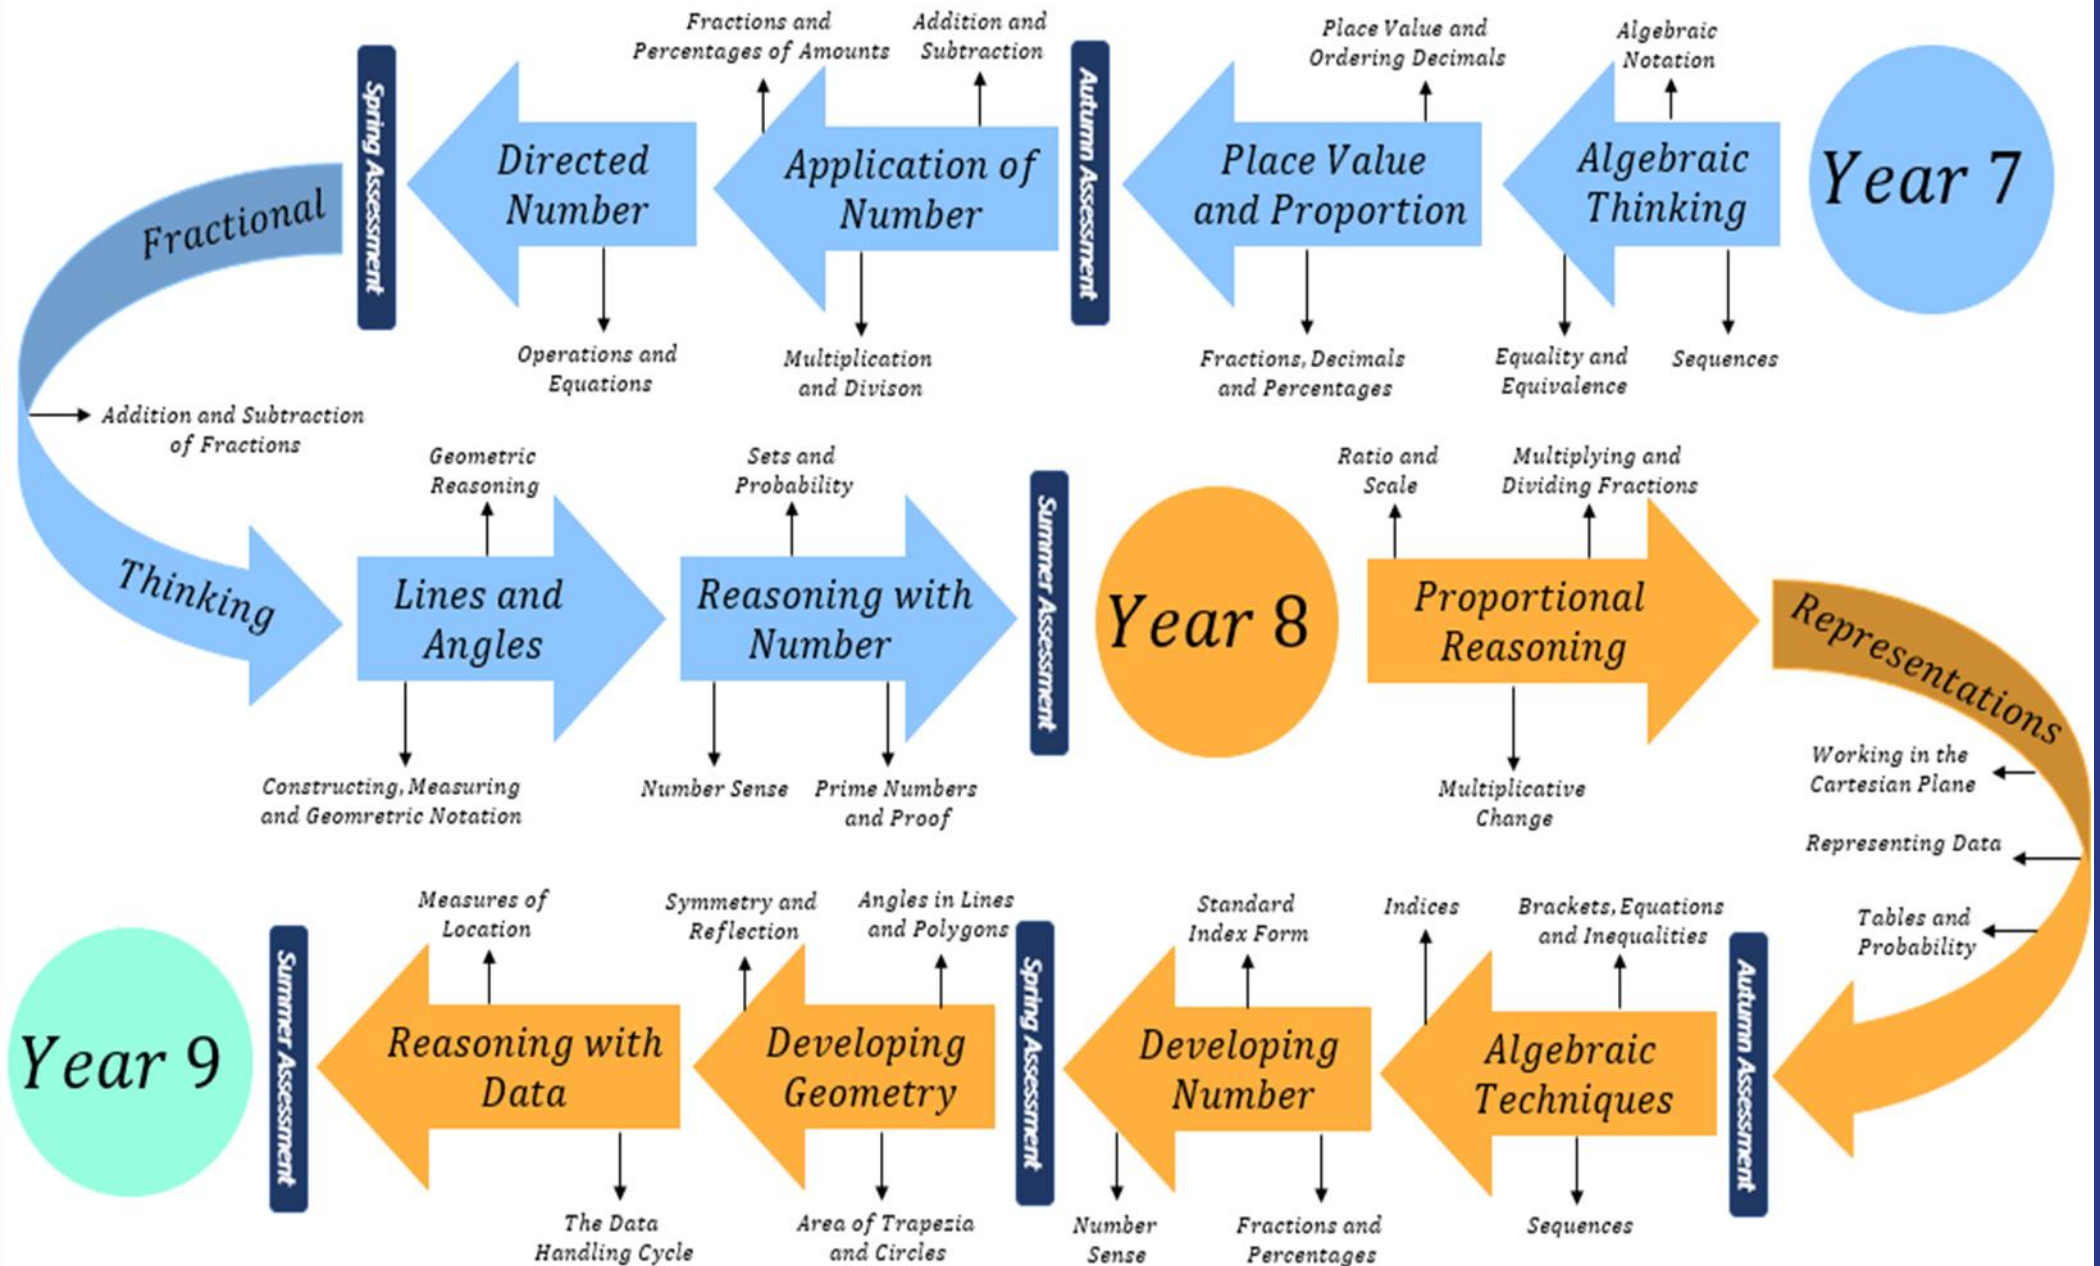 Year 7
Algebraic
Notation
Algebraic
Thinking
Equality and
Equivalence
Sequences
Place Value and
Ordering Decimals
Place Value
and Proportion
Fractions, Decimals
and Percentages
Autumn Assessment
Addition and
Subtraction
Fractions and
Percentages of Amounts
Application of
Number
Multiplication
and Divison
Directed
Number
Operations and
Equations
Spring Assessment
Fractional
Thinking
Addition and Subtraction
of Fractions
Geometric
Reasoning
Lines and
Angles
Constructing, Measuring
and Geomretric Notation
Sets and
Probability
Reasoning with
Number
Number Sense
Prime Numbers
and Proof
Summer Assessment
Year 8
Ratio and
Scale
Multiplying and
Dividing Fractions
Proportional
Reasoning
Multiplicative
Change
Representations
Working in the
Cartesian Plane
Representing Data
Tables and
Probability
Autumn Assessment
Brackets, Equations
and Inequalities
Indices
Algebraic
Techniques
Sequences
Standard
Index Form
Developing
Number
Number
Sense
Fractions and
Percentages
Spring Assessment
Angles in Lines
and Polygons
Symmetry and
Reflection
Developing
Geometry
Area of Trapezia
and Circles
Measures of
Location
Reasoning with
Data
The Data
Handling Cycle
Summer Assessment
Year 9